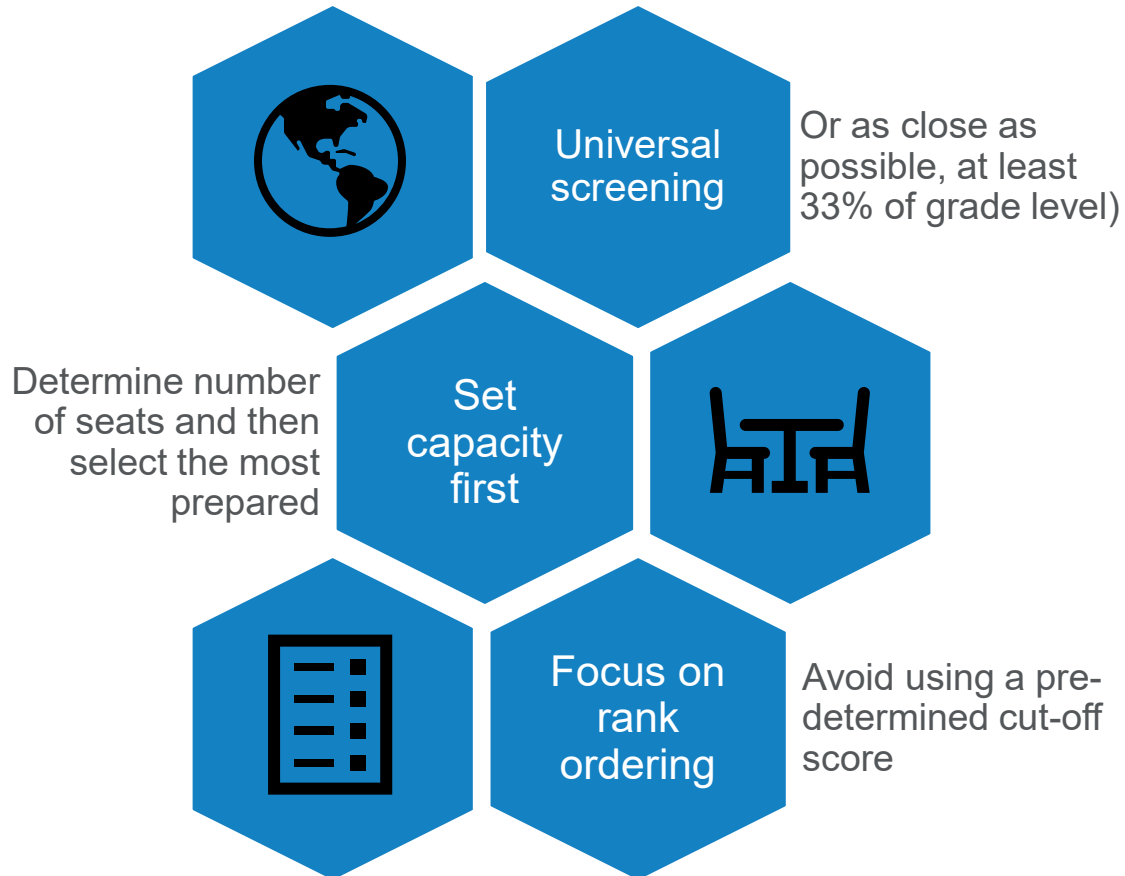 Universal
screening
Or as close as
possible, at least
33% of grade level)
Determine number
of seats and then
select the most
prepared
Set
capacity
first
Focus on
rank
ordering
Avoid using a pre-
determined cut-off
score